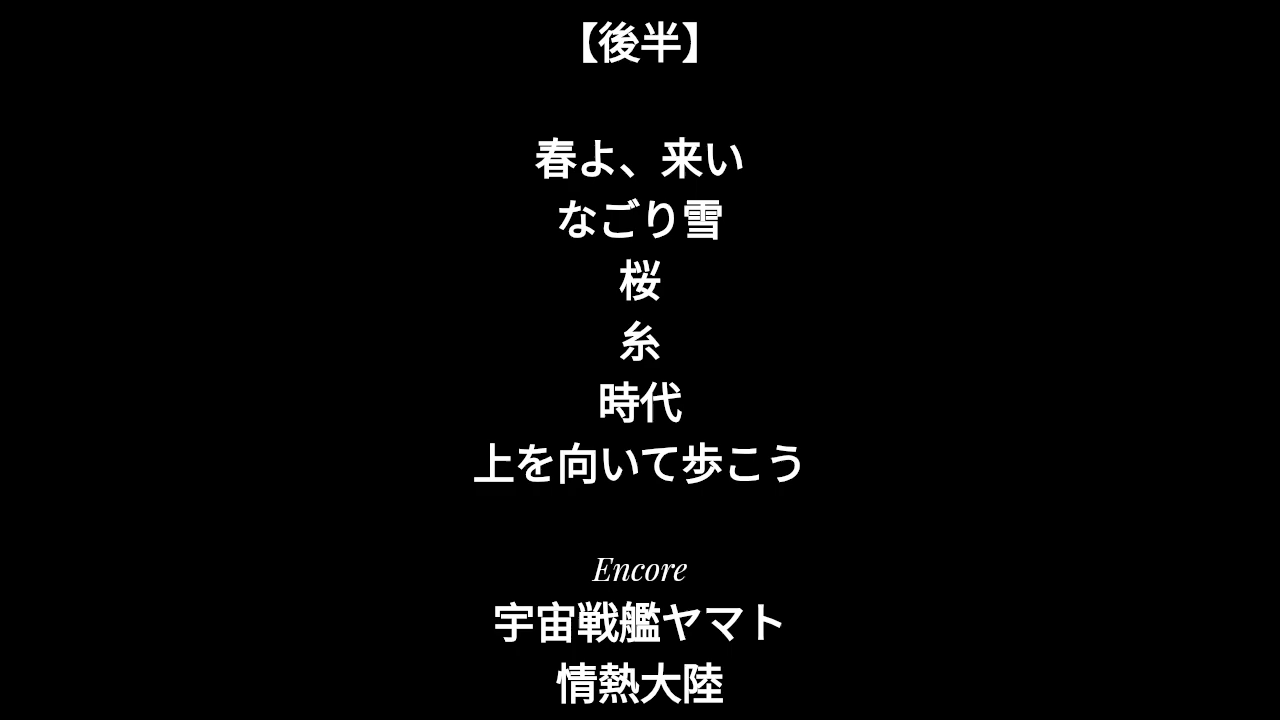 【後半】
春よ、来い
なごり雪
桜
糸
時代
上を向いて歩こう
Encore
宇宙戦艦ヤマト
情熱大陸